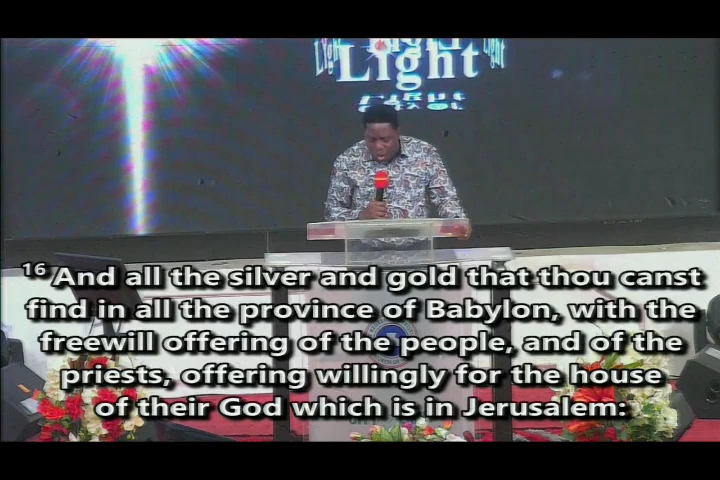 Light
Light
16 And all the silver and gold that thou canst
find in all the province of Babylon, with the
freewill offering of the people, and of the
priests, offering willingly for the house
of their God which is in Jerusalem: